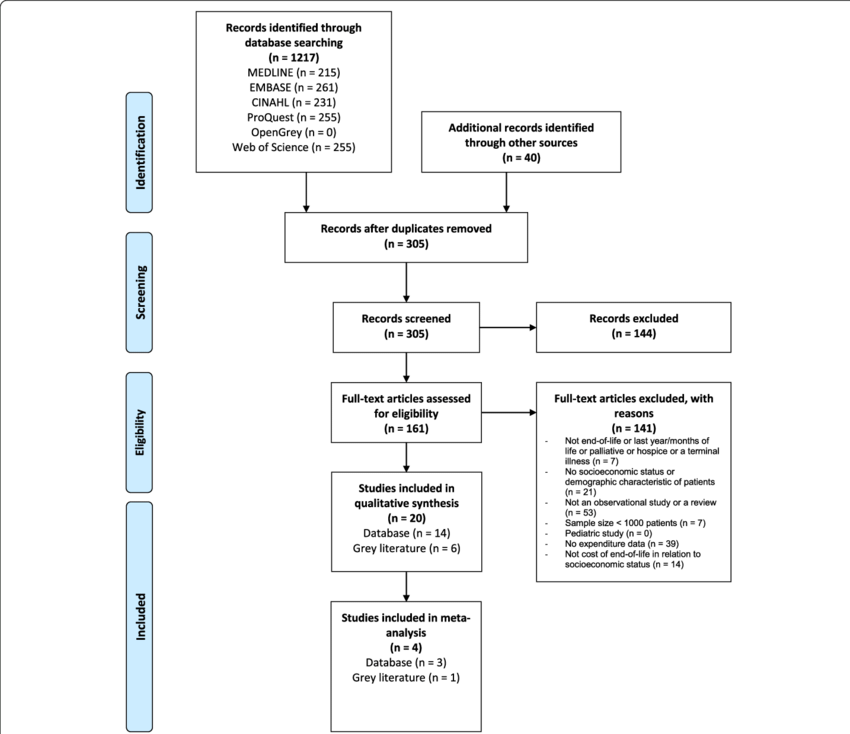 Records identified through
database searching
(n = 1217)
MEDLINE (n = 215)
EMBASE (n = 261)
CINAHL (n = 231)
ProQuest (n = 255)
OpenGrey (n = 0)
Web of Science (n = 255)
Additional records identified
through other sources
(n = 40)
Identification
Records after duplicates removed
(n = 305)
Screening
Records screened
(n = 305)
Records excluded
(n = 144)
Eligibility
Full-text articles assessed
for eligibility
(n = 161)
Full-text articles excluded, with
reasons
(n = 141)
- Not end-of-life or last year/months of
life or palliative or hospice or a terminal
illness (n = 7)
- No socioeconomic status or
demographic characteristic of patients
(n = 21)
- Not an observational study or a review
(n = 53)
- Sample size < 1000 patients (n = 7)
- Pediatric study (n = 0)
- No expenditure data (n = 39)
- Not cost of end-of-life in relation to
socioeconomic status (n = 14)
Studies included in
qualitative synthesis
(n = 20)
Database (n = 14)
Grey literature (n = 6)
Included
Studies included in meta-
analysis
(n = 4)
Database (n = 3)
Grey literature (n = 1)